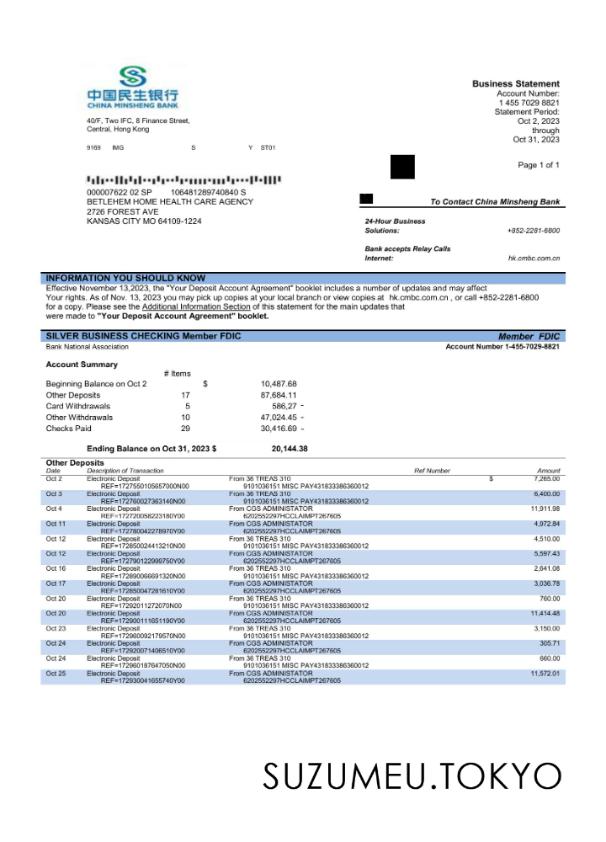 中国民生银行
CHINA MINSHENG BANK
40/F, Two IFC, 8 Finance Street,
Central, Hong Kong
9169 IMG S Y ST01
Business Statement
Account Number:
1 455 7029 8821
Statement Period:
Oct 2, 2023
through
Oct 31, 2023
Page 1 of 1
000007622 02 SP 106481289740840 S
BETLEHEM HOME HEALTH CARE AGENCY
2726 FOREST AVE
KANSAS CITY MO 64109-1224
To Contact China Minsheng Bank
24-Hour Business
Solutions: +852-2281-6800
Bank accepts Relay Calls
Internet: hk.cmbc.com.cn
INFORMATION YOU SHOULD KNOW
Effective November 13,2023, the "Your Deposit Account Agreement" booklet includes a number of updates and may affect
Your rights. As of Nov. 13, 2023 you may pick up copies at your local branch or view copies at hk.cmbc.com.cn , or call +852-2281-6800
for a copy. Please see the Additional Information Section of this statement for the main updates that
were made to "Your Deposit Account Agreement" booklet.
SILVER BUSINESS CHECKING Member FDIC Member FDIC
Bank National Association Account Number 1-455-7029-8821
Account Summary
# Items
Beginning Balance on Oct 2 $ 10,487.68
Other Deposits 17 87,684.11
Card Withdrawals 5 586,27 -
Other Withdrawals 10 47,024.45 -
Checks Paid 29 30,416.69 -
Ending Balance on Oct 31, 2023 $ 20,144.38
Other Deposits
Date Description of Transaction Ref Number Amount
Oct 2 Electronic Deposit From 36 TREAS 310 $ 7,265.00
REF=1727550105657000N00 9101036151 MISC PAY431833386360012
Oct 3 Electronic Deposit From 36 TREAS 310 6,400.00
REF=172760027363140N00 9101036151 MISC PAY431833386360012
Oct 4 Electronic Deposit From CGS ADMINISTATOR 11,911.98
REF=172720056223180Y00 6202552297HCCLAIMPT267605
Oct 11 Electronic Deposit From CGS ADMINISTATOR 4,972.84
REF=172780042278970Y00 6202552297HCCLAIMPT267605
Oct 12 Electronic Deposit From 36 TREAS 310 4,510.00
REF=172850024413210N00 9101036151 MISC PAY431833386360012
Oct 12 Electronic Deposit From CGS ADMINISTATOR 5,597.43
REF=172790122990750Y00 6202552297HCCLAIMPT267605
Oct 16 Electronic Deposit From 36 TREAS 310 2,641.08
REF=172890066691320N00 9101036151 MISC PAY431833386360012
Oct 17 Electronic Deposit From CGS ADMINISTATOR 3,036.78
REF=172850047281610Y00 6202552297HCCLAIMPT267605
Oct 20 Electronic Deposit From 36 TREAS 310 760.00
REF=17292011272070N00 9101036151 MISC PAY431833386360012
Oct 20 Electronic Deposit From CGS ADMINISTATOR 11,414.48
REF=172900111651190Y00 6202552297HCCLAIMPT267605
Oct 23 Electronic Deposit From 36 TREAS 310 3,150.00
REF=172960092179570N00 9101036151 MISC PAY431833386360012
Oct 24 Electronic Deposit From CGS ADMINISTATOR 305.71
REF=172920071406510Y00 6202552297HCCLAIMPT267605
Oct 24 Electronic Deposit From 36 TREAS 310 660.00
REF=172960187647050N00 9101036151 MISC PAY431833386360012
Oct 25 Electronic Deposit From CGS ADMINISTATOR 11,572.01
REF=172930041655740Y00 6202552297HCCLAIMPT267605
SUZUMEU.TOKYO